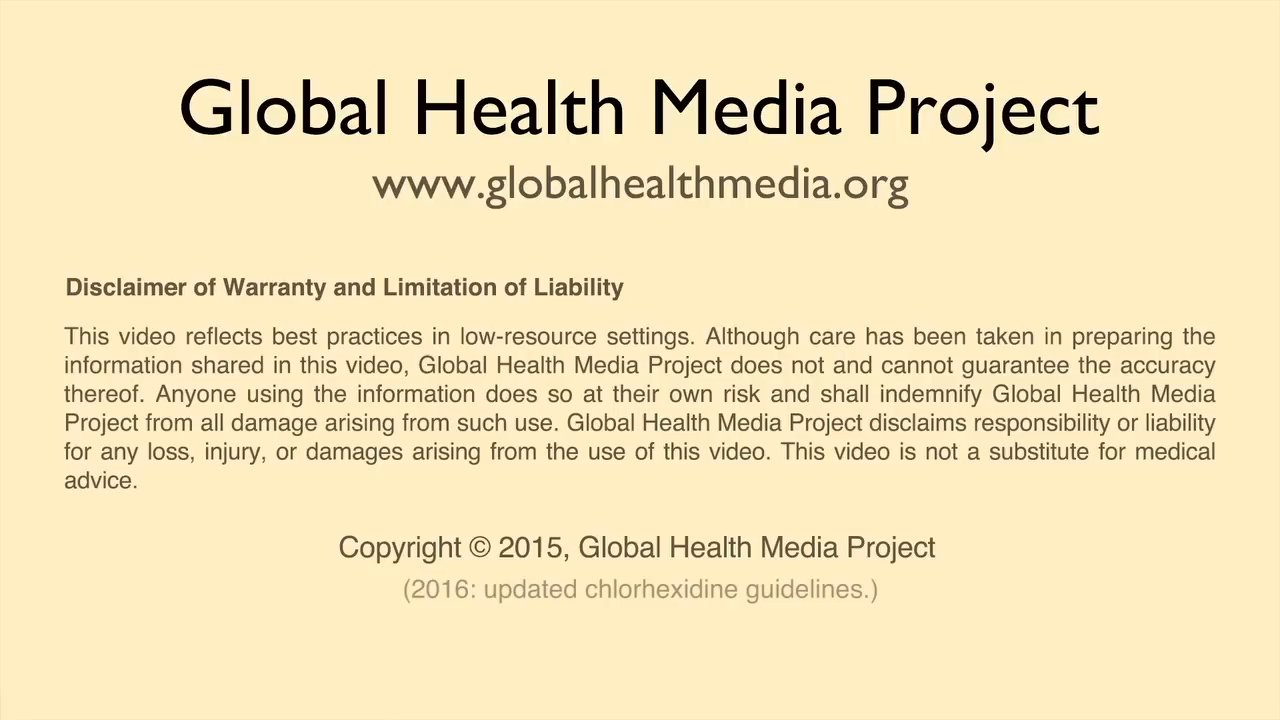 Global Health Media Project
www.globalhealthmedia.org
Disclaimer of Warranty and Limitation of Liability
This video reflects best practices in low-resource settings. Although care has been taken in preparing the
information shared in this video, Global Health Media Project does not and cannot guarantee the accuracy
thereof. Anyone using the information does so at their own risk and shall indemnify Global Health Media
Project from all damage arising from such use. Global Health Media Project disclaims responsibility or liability
for any loss, injury, or damages arising from the use of this video. This video is not a substitute for medical
advice.
Copyright © 2015, Global Health Media Project
(2016: updated chlorhexidine guidelines.)